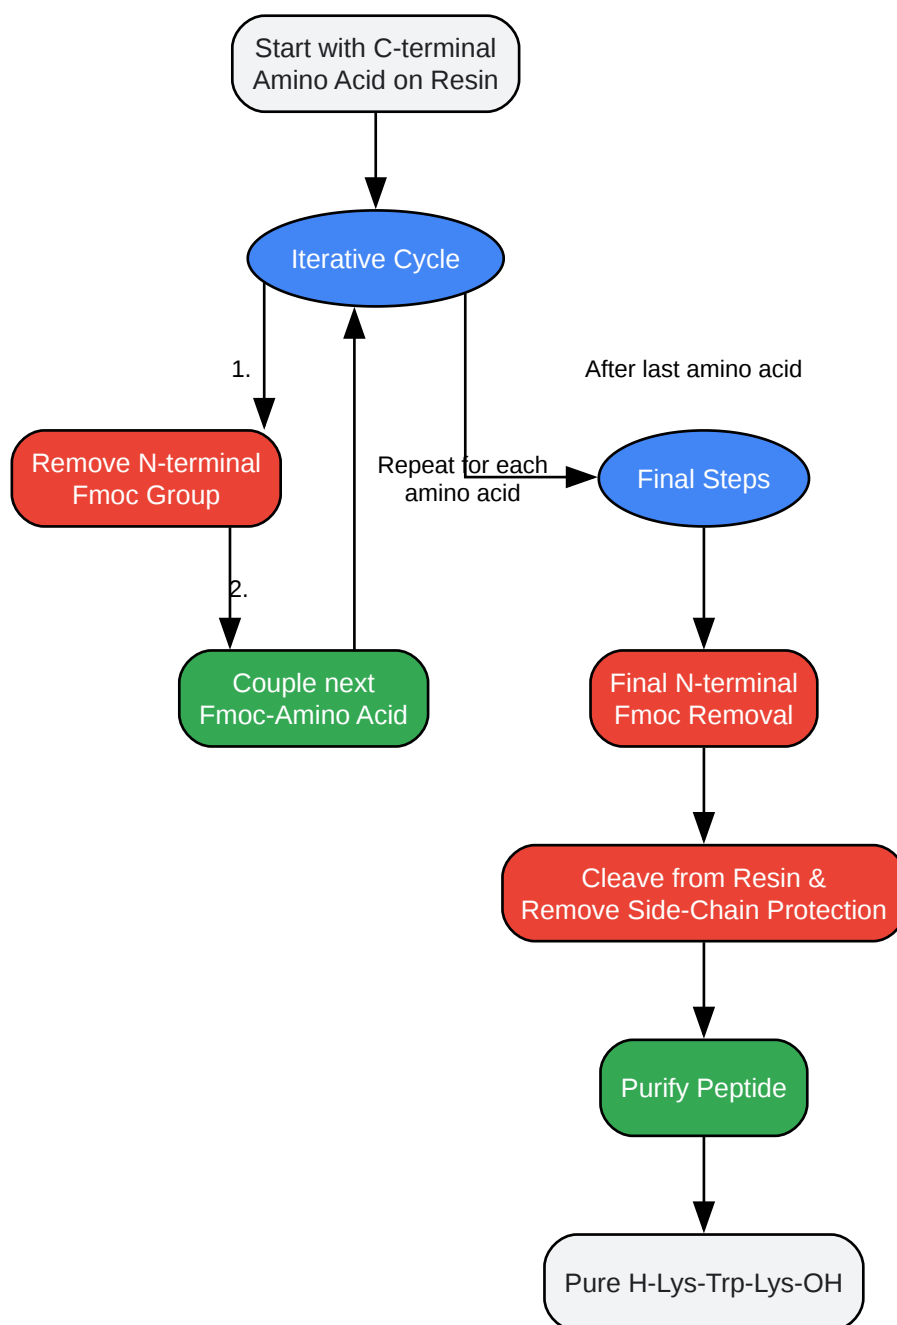 Start with C-terminal
Amino Acid on Resin
Iterative Cycle
1.
After last amino acid
Remove N-terminal
Fmoc Group
Repeat for each
amino acid
Final Steps
2.
Couple next
Fmoc-Amino Acid
Final N-terminal
Fmoc Removal
Cleave from Resin &
Remove Side-Chain Protection
Purify Peptide
Pure H-Lys-Trp-Lys-OH